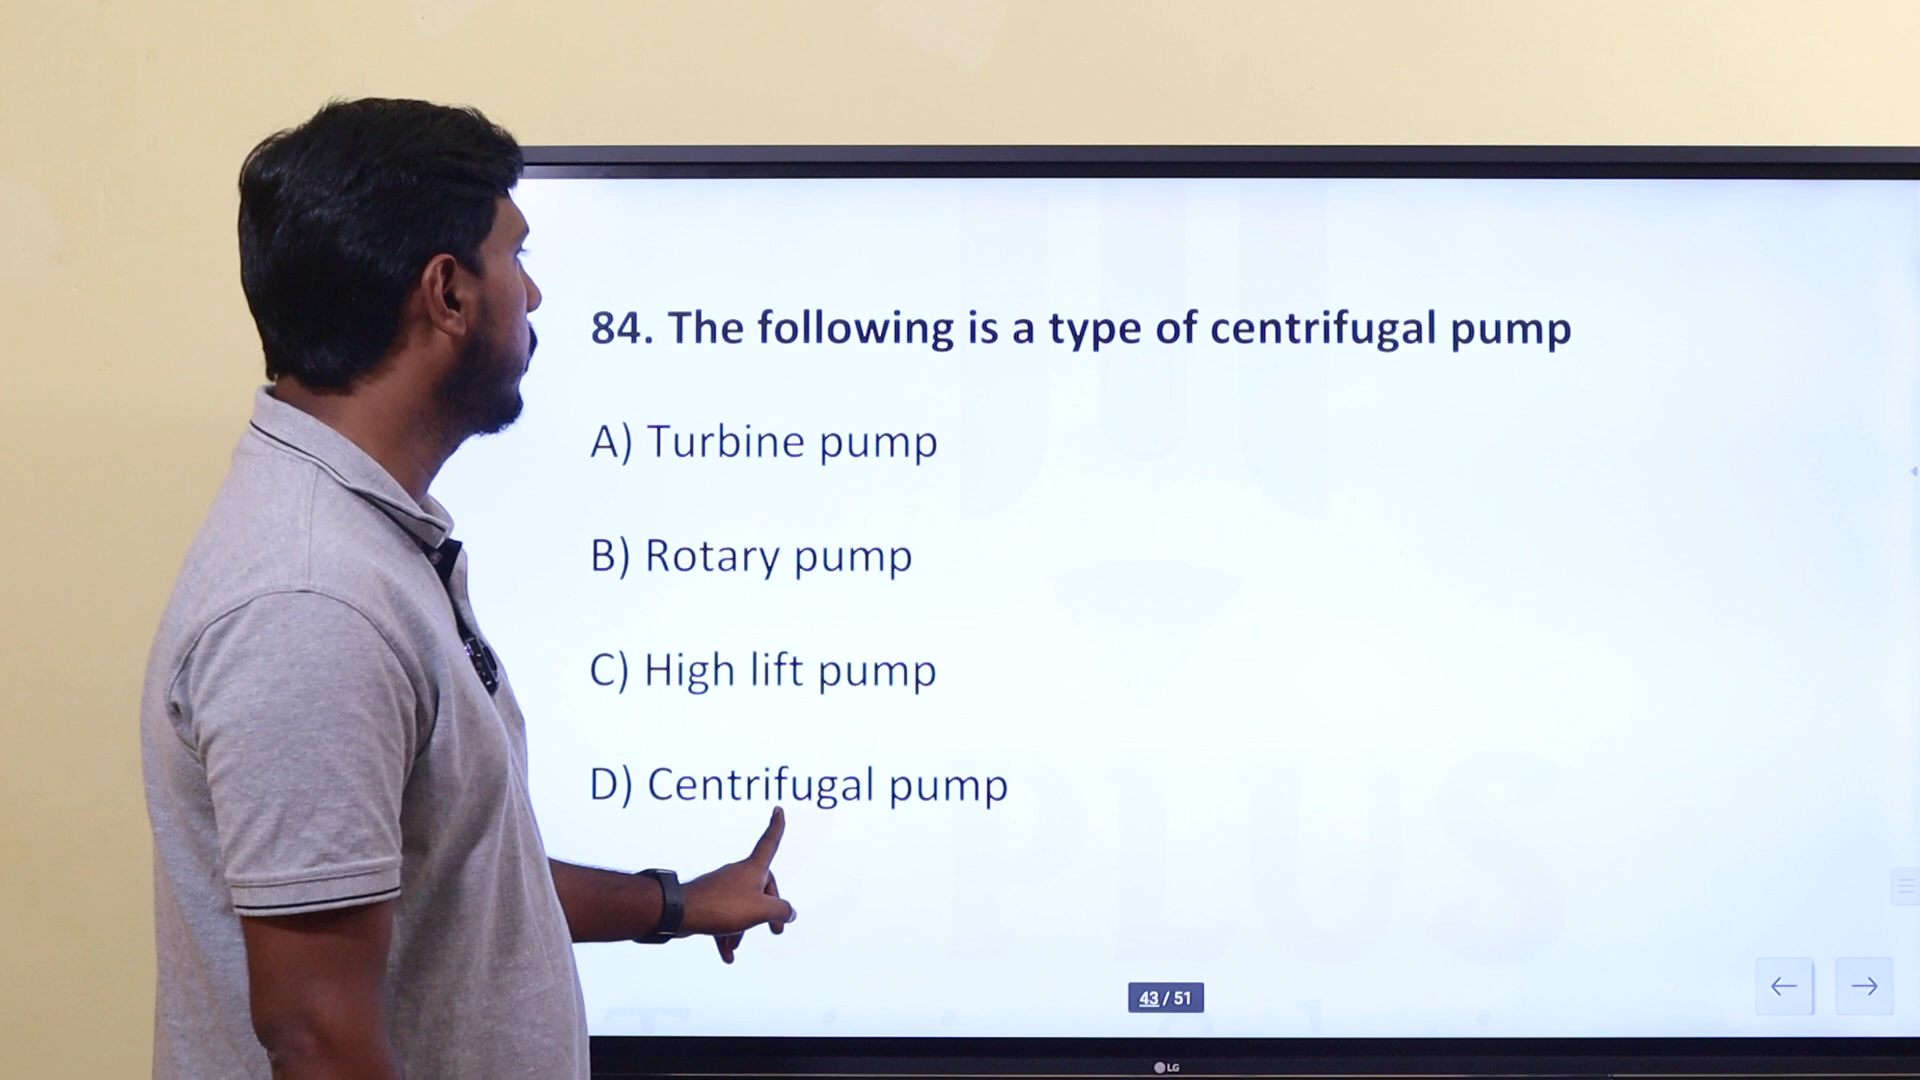 84. The following is a type of centrifugal pump
A) Turbine pump
B) Rotary pump
C) High lift pump
D) Centrifugal pump
PLUS
43 / 51
LG